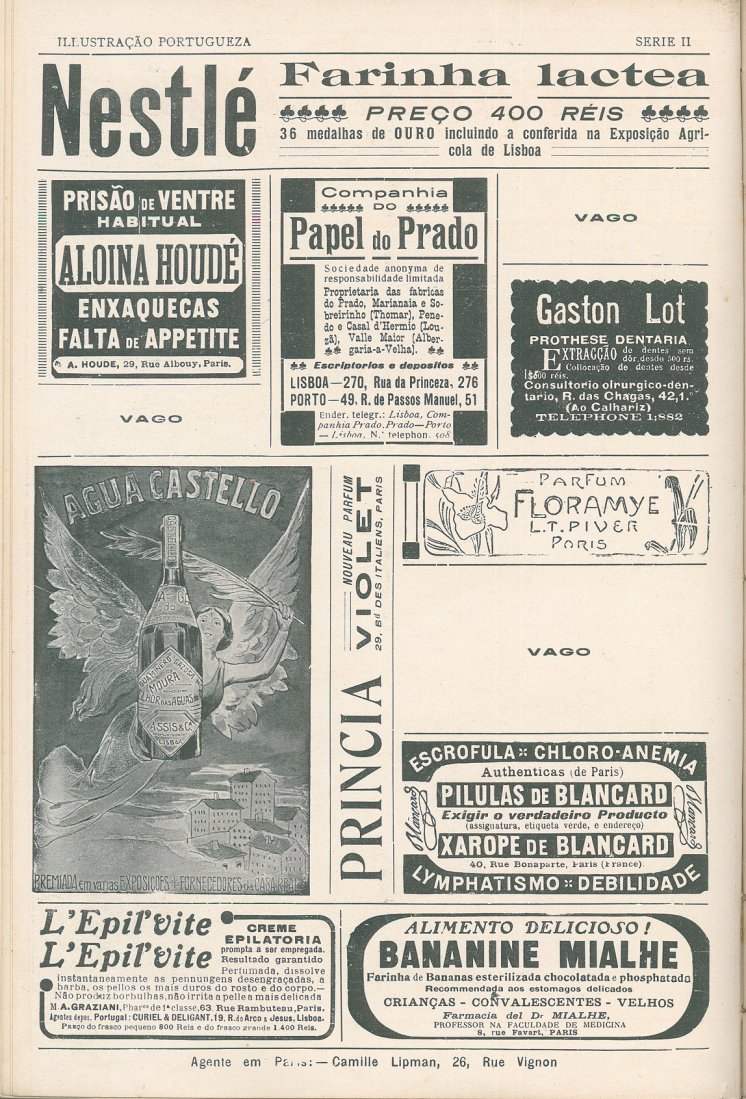 ILLUSTRAÇÃO PORTUGUEZA
SERIE II
Nestlé
Farinha lactea
PREÇO 400 RÉIS
36 medalhas de OURO incluindo a conferida na Exposição Agri-
cola de Lisboa
PRISÃO DE VENTRE
HABITUAL
ALOINA HOUDÉ
ENXAQUECAS
FALTA DE APPETITE
A. HOUDE, 29, Rue Albouy, Paris.
VAGO
Companhia
DO
Papel do Prado
Sociedade anonyma de
responsabilidade limitada
Proprietaria das fabricas
do Prado, Marianaia e So-
breirinho (Thomar), Pene-
do e Casal d'Hermio (Lou-
zã), Valle Maior (Alber-
garia-a-Velha).
Escriptorios e depositos
LISBOA—270, Rua da Princeza, 276
PORTO—49, R. de Passos Manuel, 51
Ender. telegr.: Lisboa, Com-
panhia Prado, Prado—Porto
—Lisboa, N.º telephon. 508
VAGO
Gaston Lot
PROTHESE DENTARIA
EXTRACÇÃO de dentes sem
dôr, desde 500 rs.
Collocação de dentes desde
1$500 réis.
Consultorio cirurgico-den-
tario, R. das Chagas, 42, 1.º
(Ao Calhariz)
TELEPHONE 1:882
AGUA CASTELLO
MOURA
ASSIS & Cª
LISBOA
PREMIADA em varias EXPOSIÇÕES e FORNECEDORES da CASA REAL
PRINCIA
NOUVEAU PARFUM
VIOLET
29, Bd DES ITALIENS, PARIS
PARFUM
FLORAMYE
L.T. PIVER
PARIS
VAGO
ESCROFULA :: CHLORO-ANEMIA
Authenticas (de Paris)
PILULAS DE BLANCARD
Exigir o verdadeiro Producto
(assignatura, etiqueta verde, e endereço)
XAROPE DE BLANCARD
40, Rue Bonaparte, Paris (France).
LYMPHATISMO :: DEBILIDADE
Blancard
Blancard
L'Epil'vite
L'Epil'vite
CREME
EPILATORIA
prompta a ser empregada.
Resultado garantido
Perfumada, dissolve
instantaneamente as pennungens desengraçadas, a
barba, os pellos os mais duros do rosto e do corpo.—
Não produz borbulhas, não irrita a pelle a mais delicada
M A. GRAZIANI, Pharcº de 1ª classe, 63, Rue Rambuteau, Paris.
Agentes depos. Portugal: CURIEL & DELIGANT, 19, R. do Arco a Jesus, Lisboa.
Preço do frasco pequeno 800 Reis e do frasco grande 1.400 Reis.
ALIMENTO DELICIOSO!
BANANINE MIALHE
Farinha de Bananas esterilizada chocolatada e phosphatada
Recommendada aos estomagos delicados
CRIANÇAS - CONVALESCENTES - VELHOS
Farmacia del Dr MIALHE,
PROFESSOR NA FACULDADE DE MEDICINA
8, rue Favart, PARIS
Agente em Paris:—Camille Lipman, 26, Rue Vignon